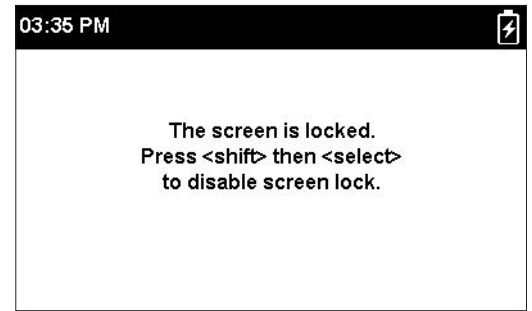 03:35 PM
The screen is locked.
Press <shift> then <select>
to disable screen lock.